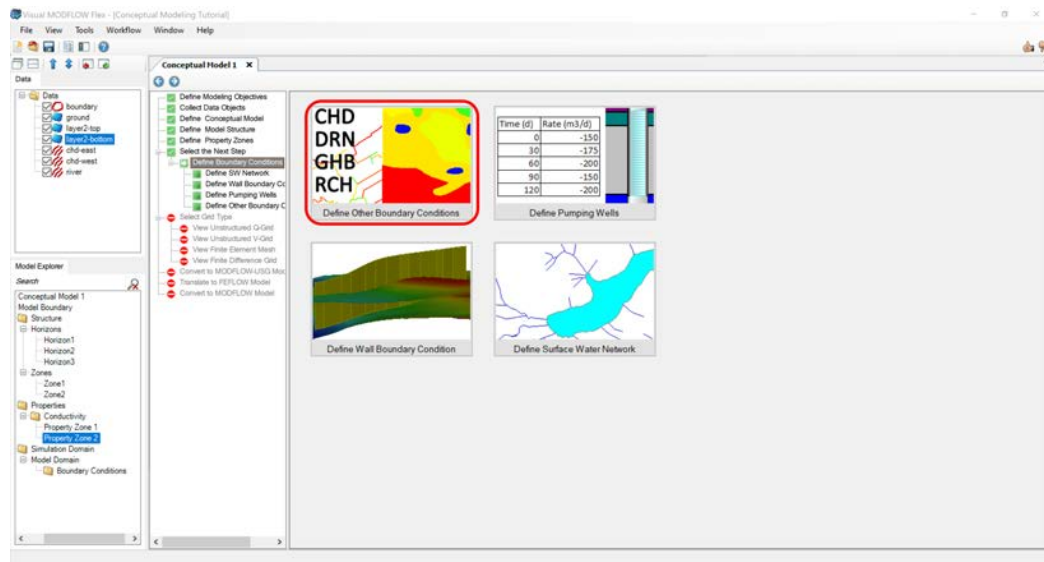 Visual MODFLOW Flex - [Conceptual Modeling Tutorial]
File View Tools Workflow Window Help
Conceptual Model 1
Data
Data
boundary
ground
layer2-top
layer2-bottom
chd-east
chd-west
river
Model Explorer
Search
Conceptual Model 1
Model Boundary
Structure
Horizons
Horizon1
Horizon2
Horizon3
Zones
Zone1
Zone2
Properties
Conductivity
Property Zone 1
Property Zone 2
Simulation Domain
Model Domain
Boundary Conditions
Define Modeling Objectives
Collect Data Objects
Define Conceptual Model
Define Model Structure
Define Property Zones
Select the Next Step
Define Boundary Conditions
Define SW Network
Define Wall Boundary Co
Define Pumping Wells
Define Other Boundary C
Select Grid Type
View Unstructured Q-Grid
View Unstructured V-Grid
View Finite Element Mesh
View Finite Difference Grid
Convert to MODFLOW-USG Moc
Translate to FEFLOW Model
Convert to MODFLOW Model
CHD
DRN
GHB
RCH
Define Other Boundary Conditions
Time (d) Rate (m3/d)
0 -150
30 -175
60 -200
90 -150
120 -200
Define Pumping Wells
Define Wall Boundary Condition
Define Surface Water Network